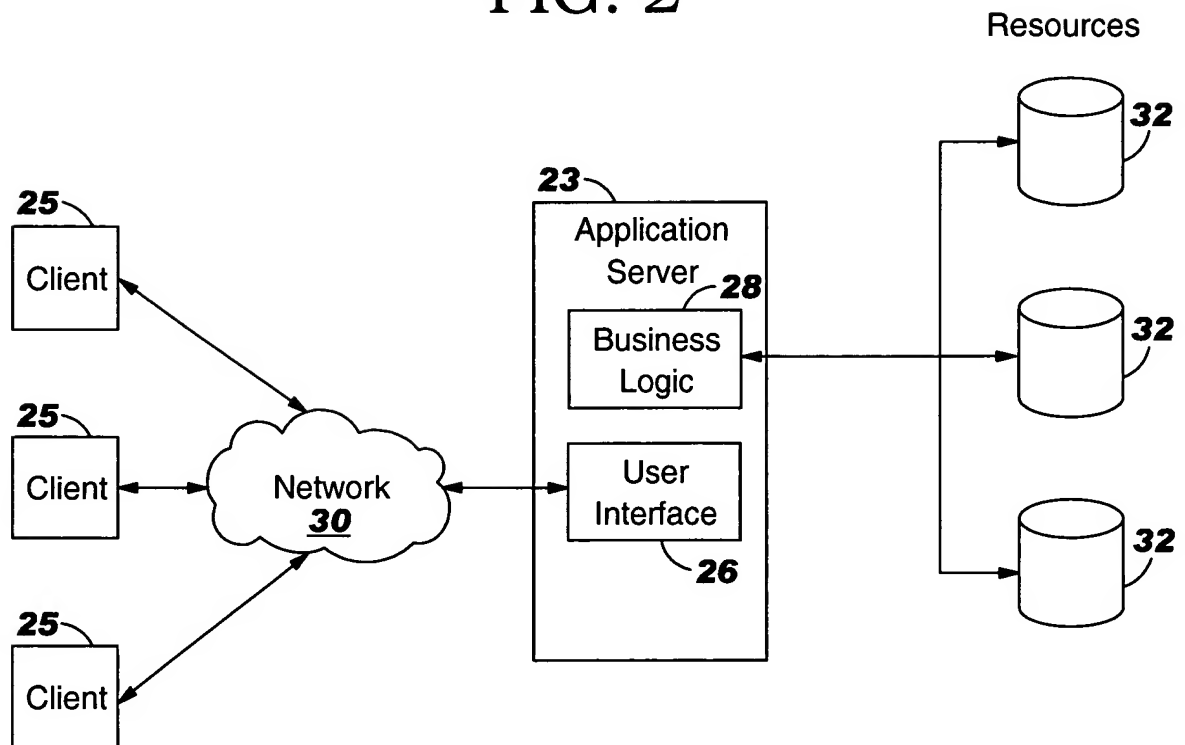 FIG. 2
Resources
32
23
25
Application
Server
Client
28
Business
Logic
32
25
Client
Network
30
User
Interface
26
32
25
Client